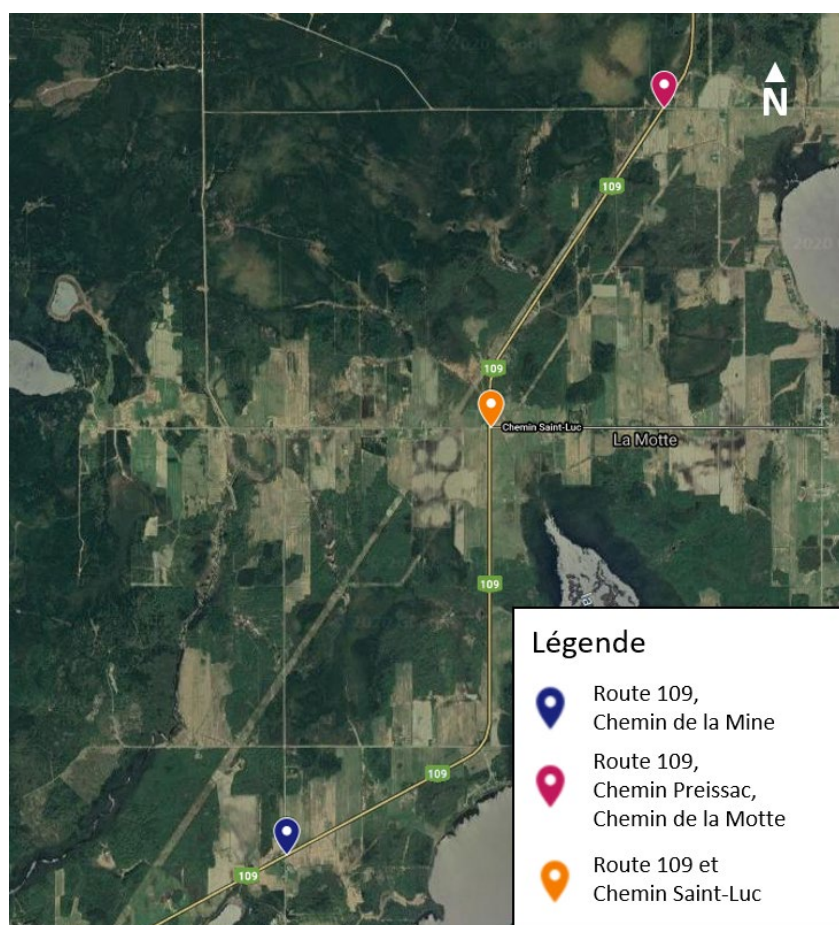 N
109
109
Chemin Saint-Luc
La Motte
109
109
109
Légende
Route 109,
Chemin de la Mine
Route 109,
Chemin Preissac,
Chemin de la Motte
Route 109 et
Chemin Saint-Luc